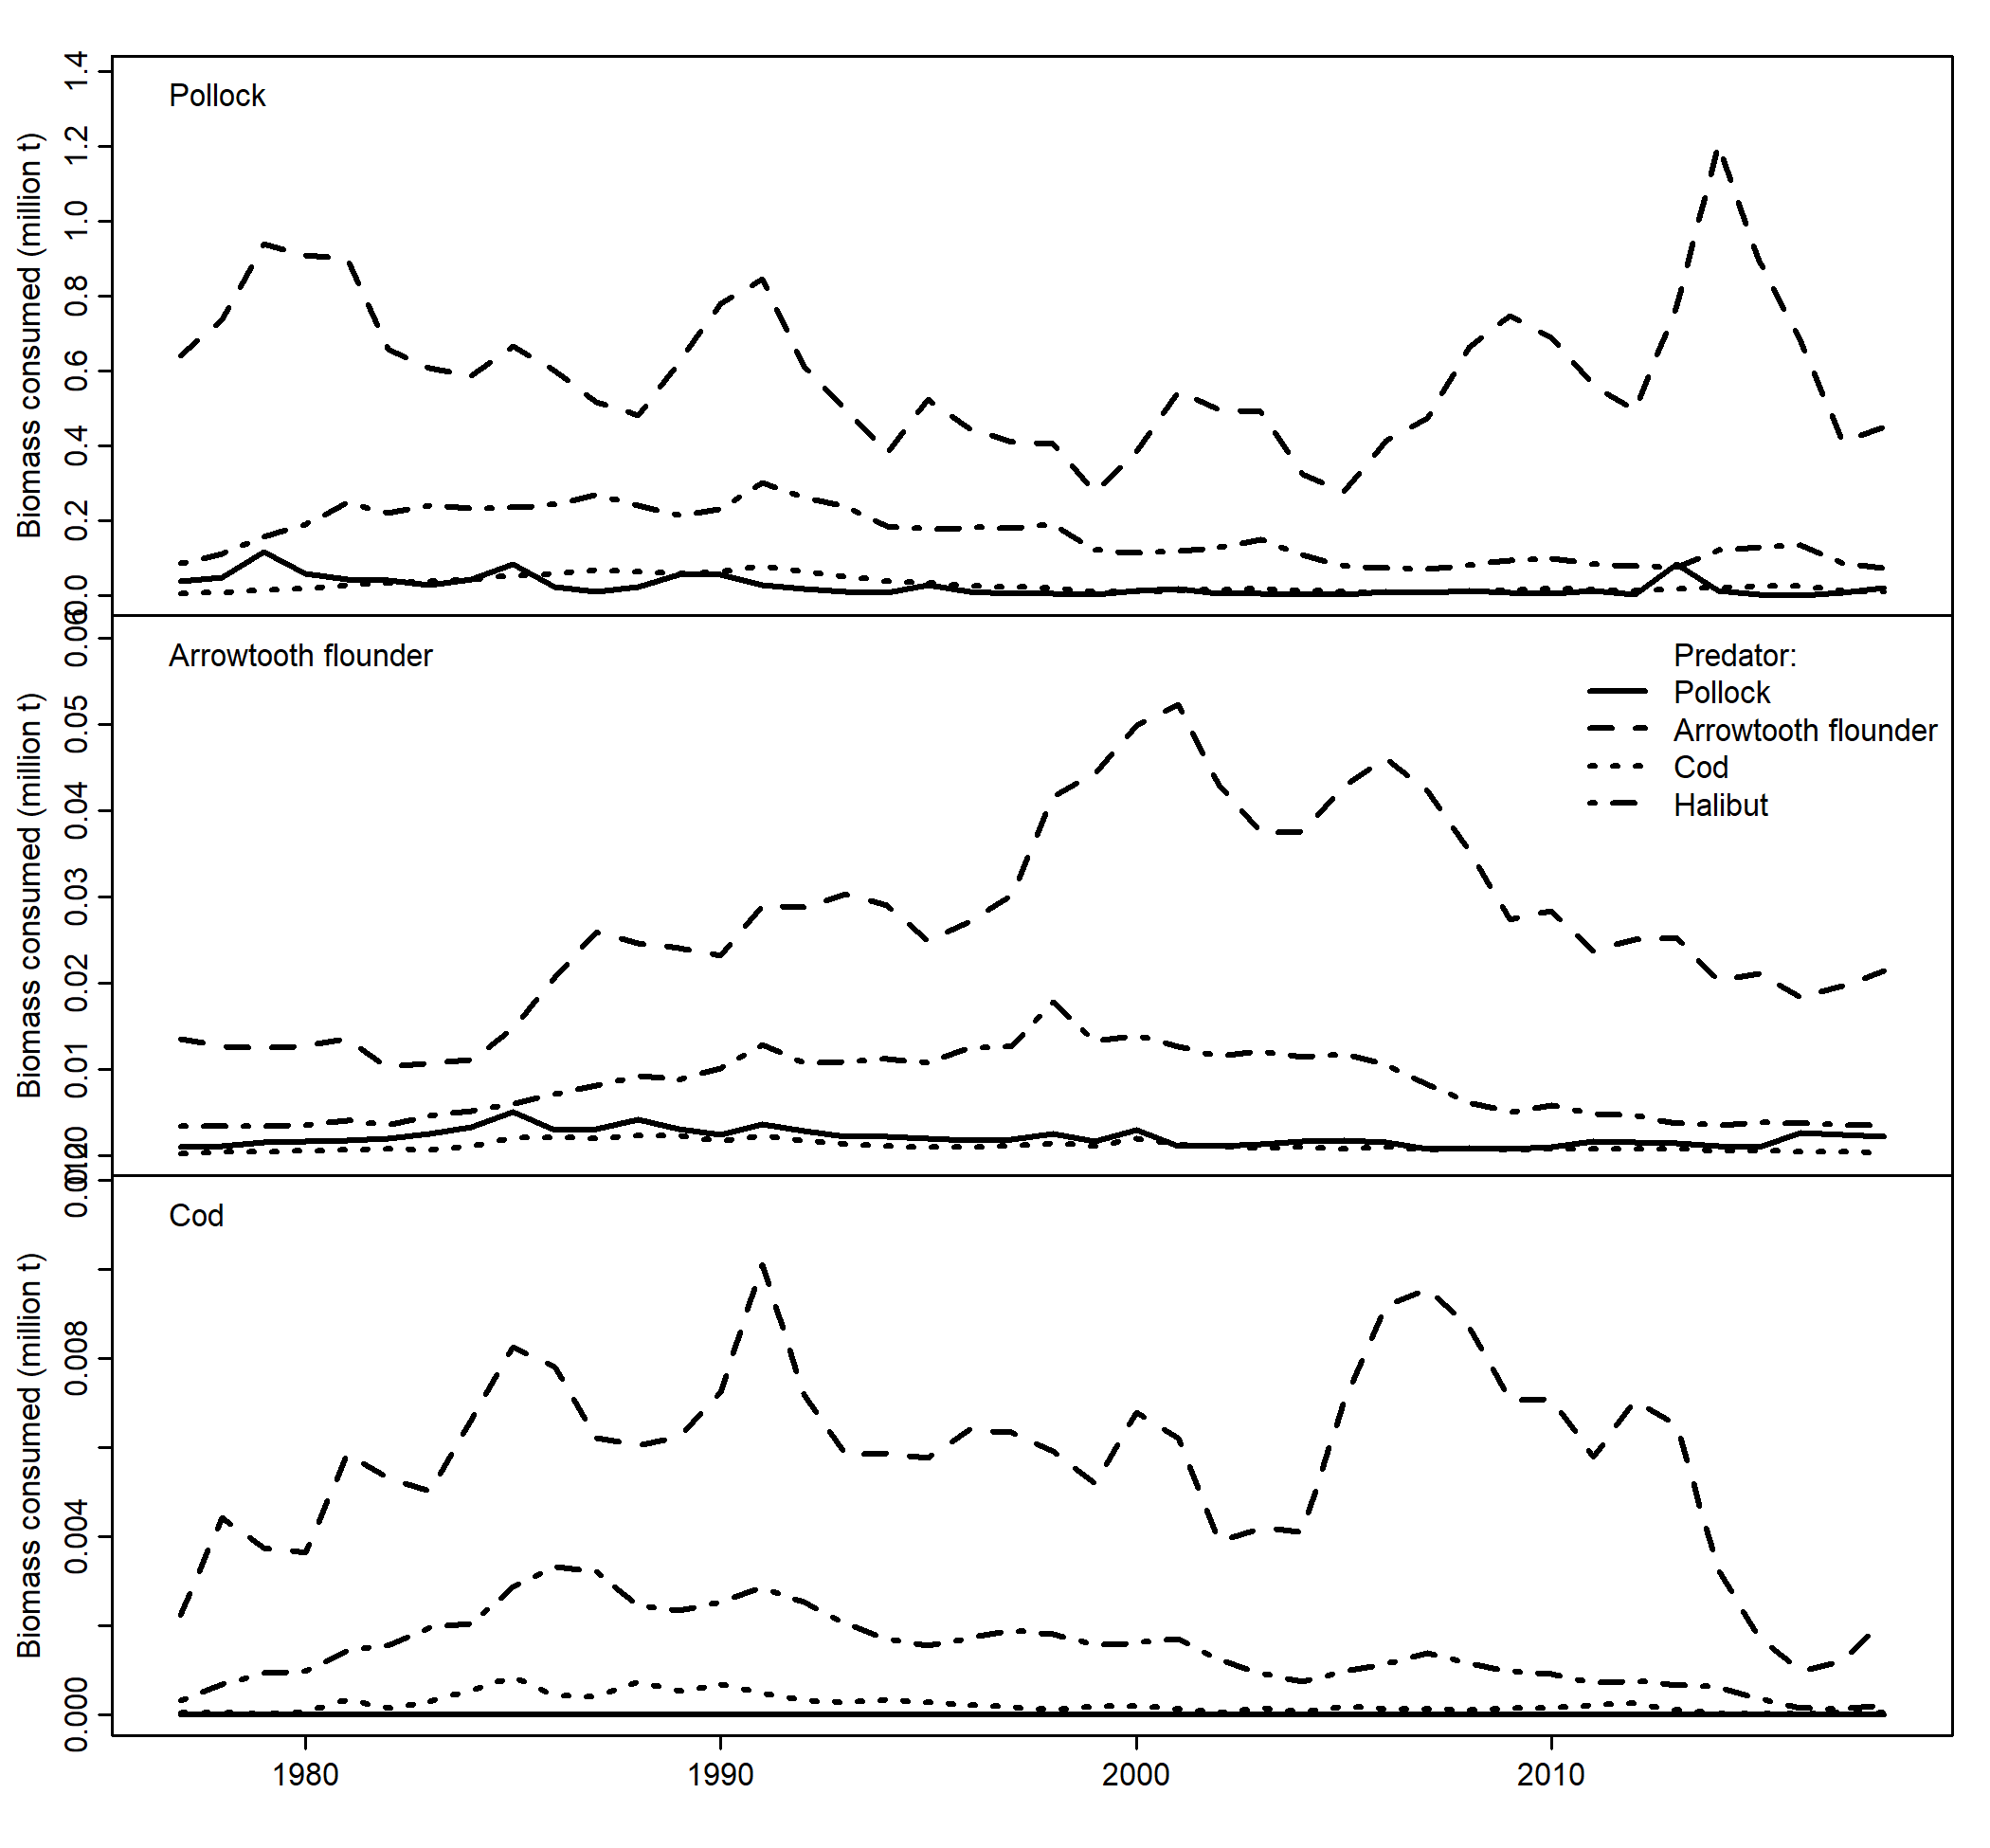 Pollock
Biomass consumed (million t)
1.4
1.2
1.0
0.8
0.6
0.4
0.2
0.0
Arrowtooth flounder
Biomass consumed (million t)
0.06
0.05
0.04
0.03
0.02
0.01
Predator:
Pollock
Arrowtooth flounder
Cod
Halibut
Cod
Biomass consumed (million t)
0.008
0.004
0.000
1980
1990
2000
2010